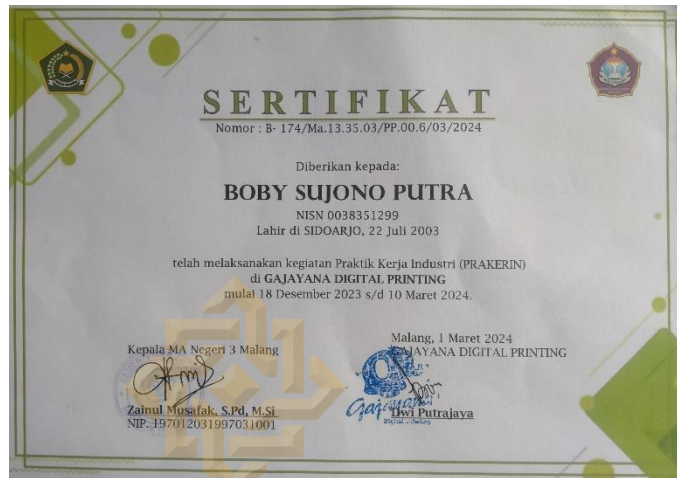 SERTIFIKAT
Nomor : B- 174/Ma.13.35.03/PP.00.6/03/2024
Diberikan kepada:
BOBY SUJONO PUTRA
NISN 0038351299
Lahir di SIDOARJO, 22 Juli 2003
telah melaksanakan kegiatan Praktik Kerja Industri (PRAKERIN)
di GAJAYANA DIGITAL PRINTING
mulai 18 Desember 2023 s/d 10 Maret 2024.
Kepala MA Negeri 3 Malang
Zainul Musafak, S.Pd, M.Si
NIP. 197012031997031001
Malang, 1 Maret 2024
GAJAYANA DIGITAL PRINTING
Gajayana
Dwi Putrajaya